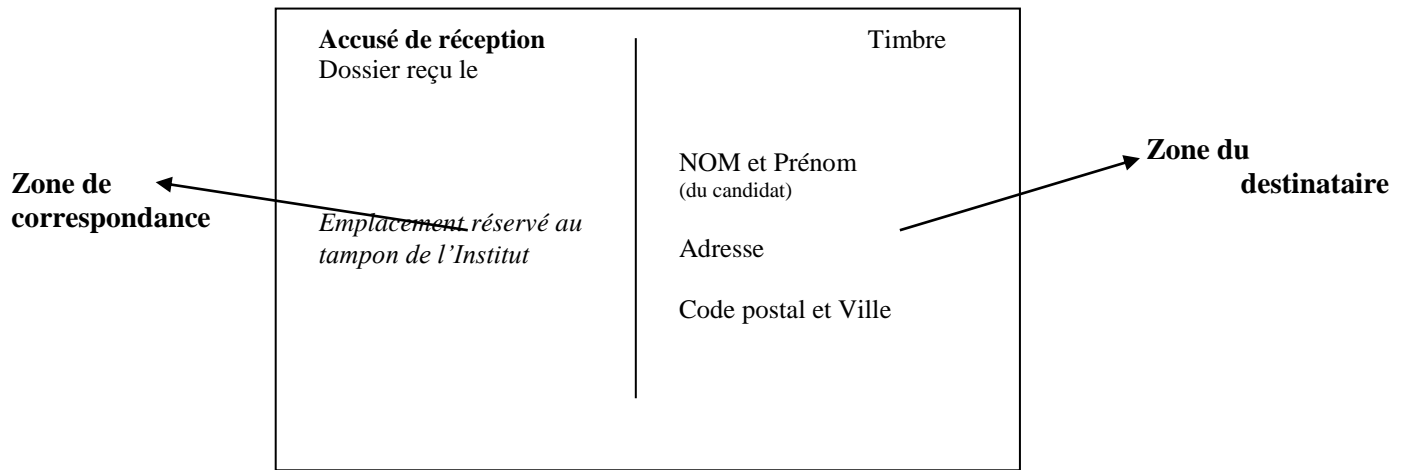 Accusé de réception
Dossier reçu le
Emplacement réservé au
tampon de l'Institut
Timbre
NOM et Prénom
(du candidat)
Adresse
Code postal et Ville
Zone de
correspondance
Zone du
destinataire